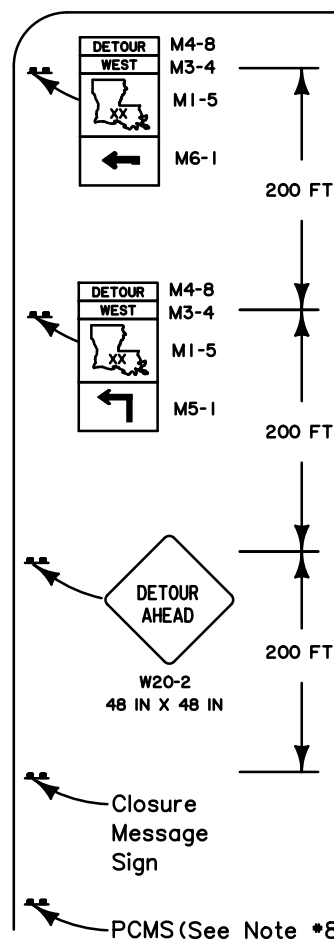 DETOUR M4-8
WEST M3-4
XX M1-5
M6-1
200 FT
DETOUR M4-8
WEST M3-4
XX M1-5
M5-1
200 FT
DETOUR
AHEAD
200 FT
W20-2
48 IN X 48 IN
Closure
Message
Sign
PCMS (See Note *8